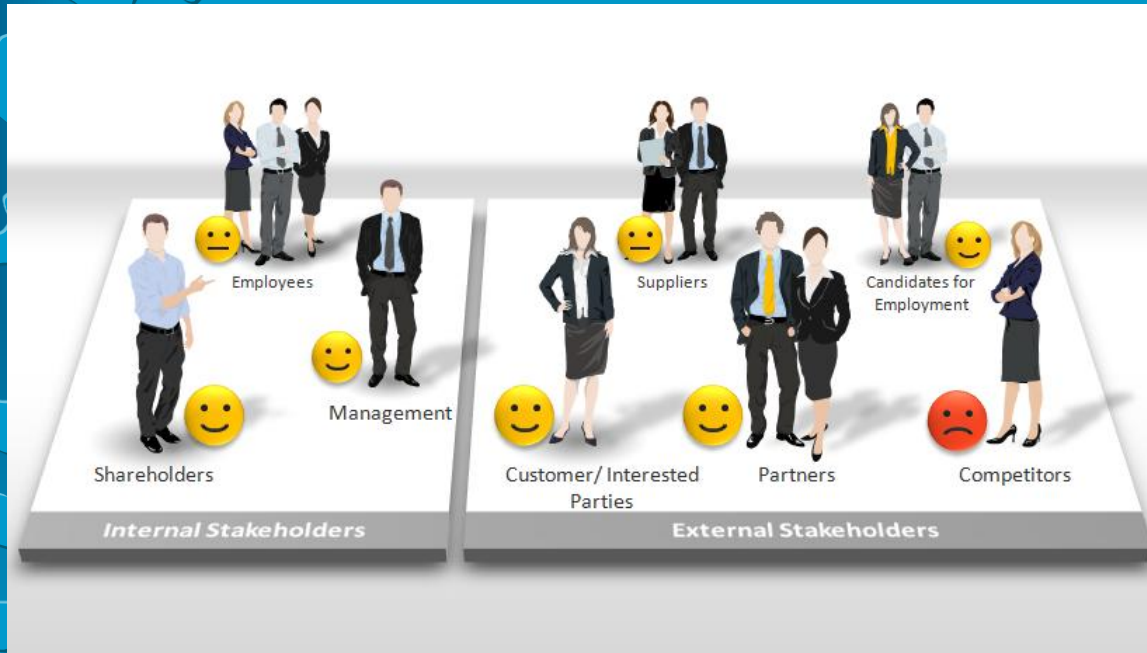 Employees
Suppliers
Candidates for
Employment
Management
Shareholders
Customer/ Interested
Parties
Partners
Competitors
Internal Stakeholders
External Stakeholders